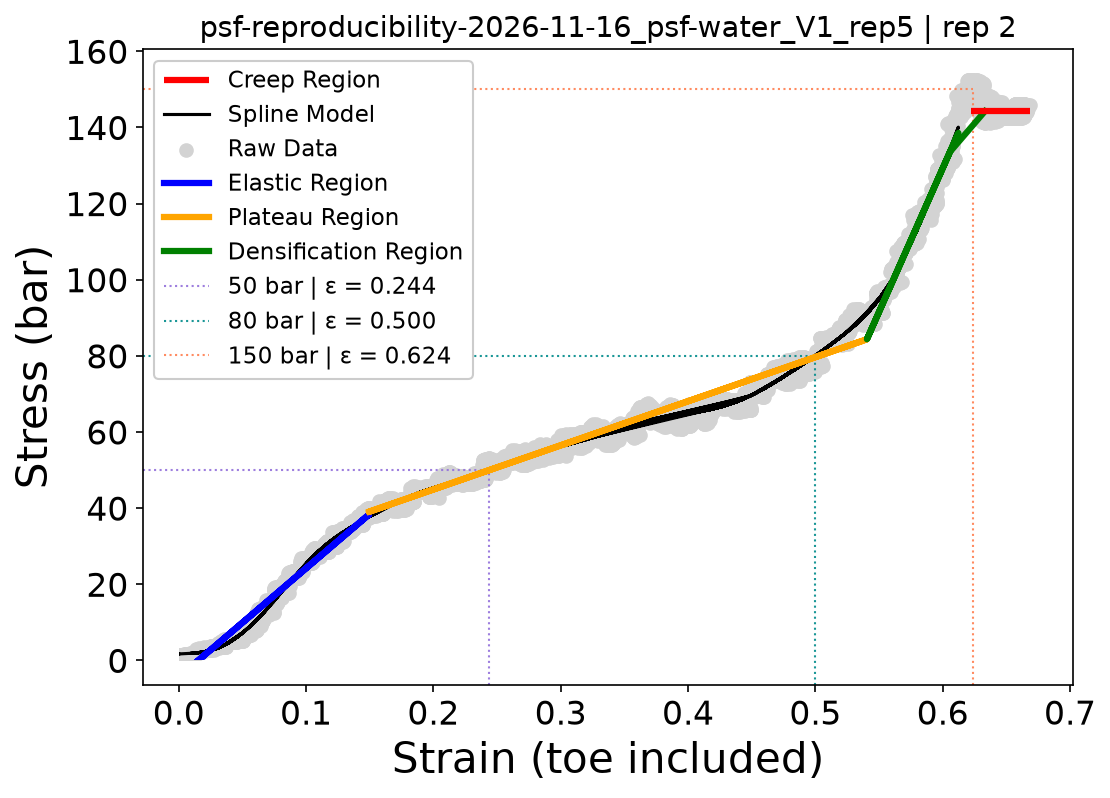 psf-reproducibility-2026-11-16_psf-water_V1_rep5 | rep 2
Creep Region
Spline Model
Raw Data
Elastic Region
Plateau Region
Densification Region
50 bar | ε = 0.244
80 bar | ε = 0.500
150 bar | ε = 0.624
160
140
120
100
80
60
40
20
0
Stress (bar)
0.0 0.1 0.2 0.3 0.4 0.5 0.6 0.7
Strain (toe included)